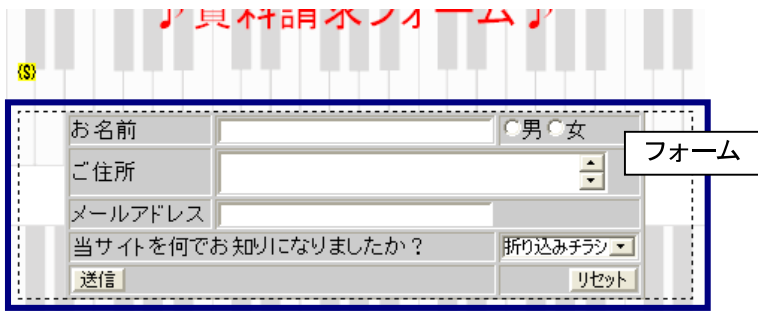 ♪資料請求フォーム♪
{S}
お名前 男 女
フォーム
ご住所
メールアドレス
当サイトを何でお知りになりましたか？ 折り込みチラシ
送信 リセット